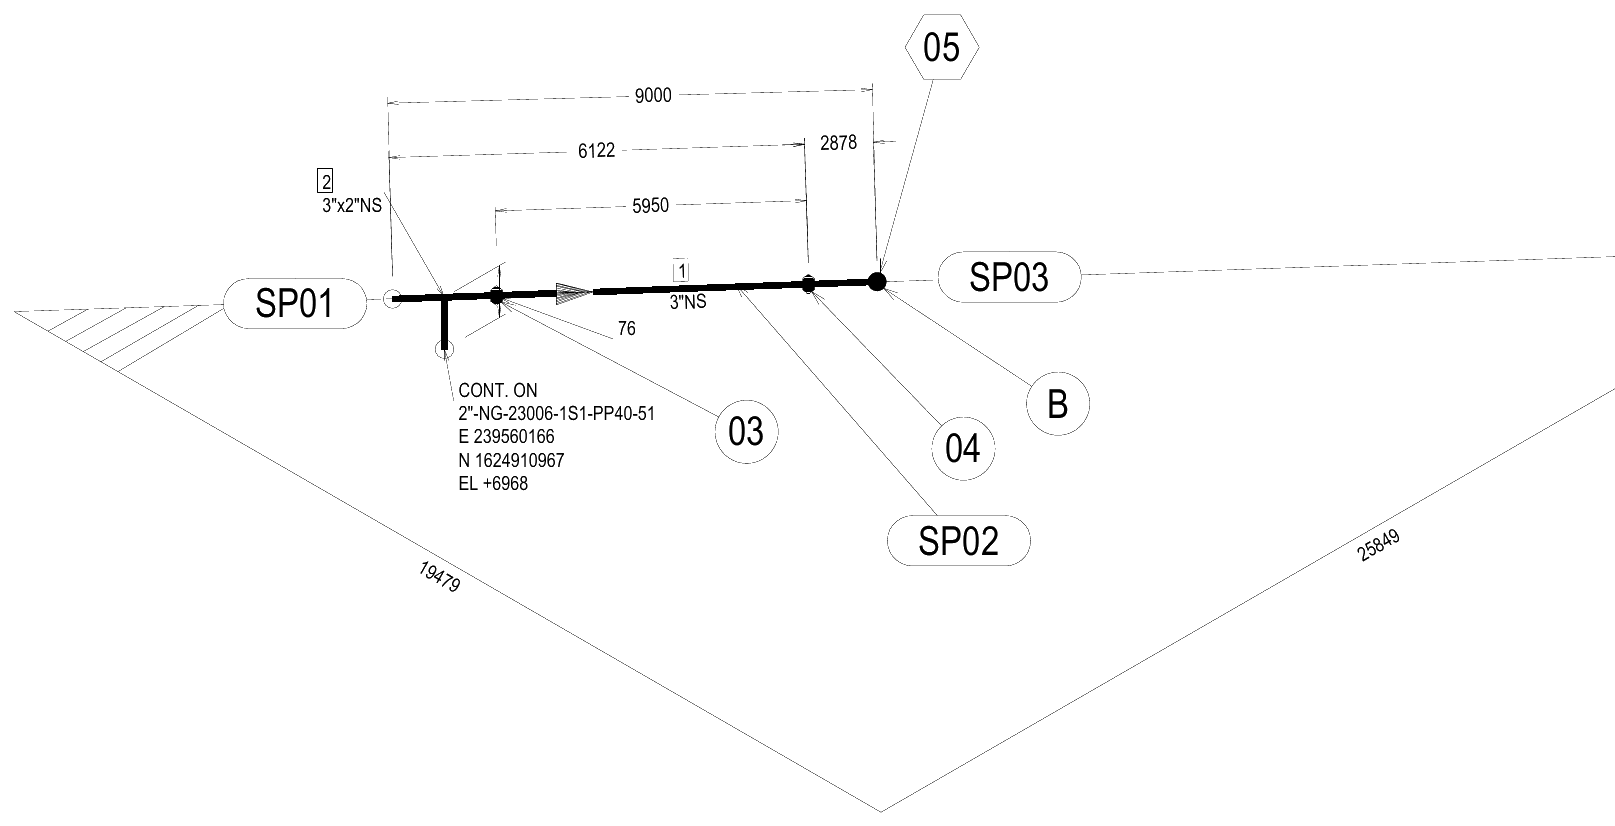 05
9000
6122
2878
2
3"x2"NS
5950
SP01
1
3"NS
SP03
76
CONT. ON
2"-NG-23006-1S1-PP40-51
E 239560166
N 1624910967
EL +6968
03
04
B
SP02
19479
25849